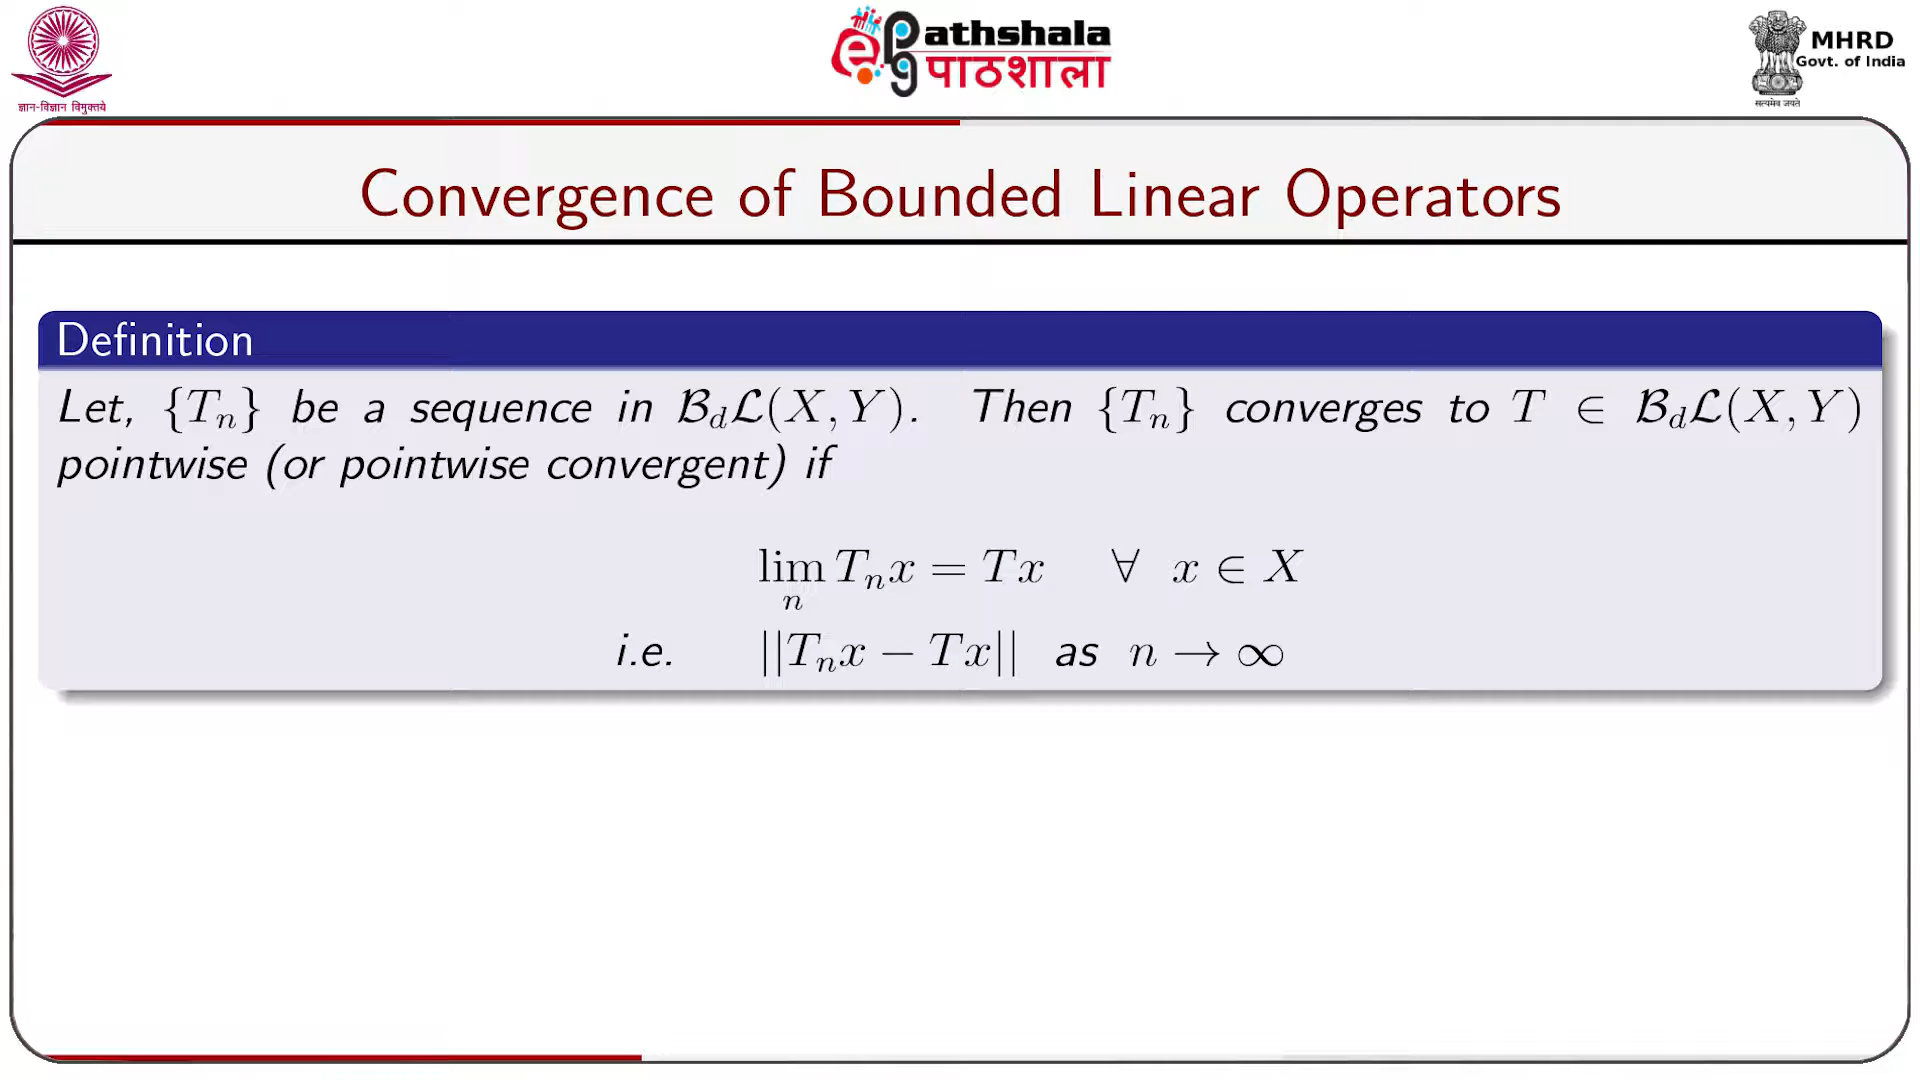 ज्ञान-विज्ञान विमुक्तये
ePathshala
पाठशाला
MHRD
Govt. of India
सत्यमेव जयते
Convergence of Bounded Linear Operators
Definition
Let, {Tₙ} be a sequence in ℬ_dℒ(X, Y). Then {Tₙ} converges to T ∈ ℬ_dℒ(X, Y)
pointwise (or pointwise convergent) if
lim Tₙx = Tx ∀ x ∈ X
n
i.e. ||Tₙx − Tx|| as n → ∞